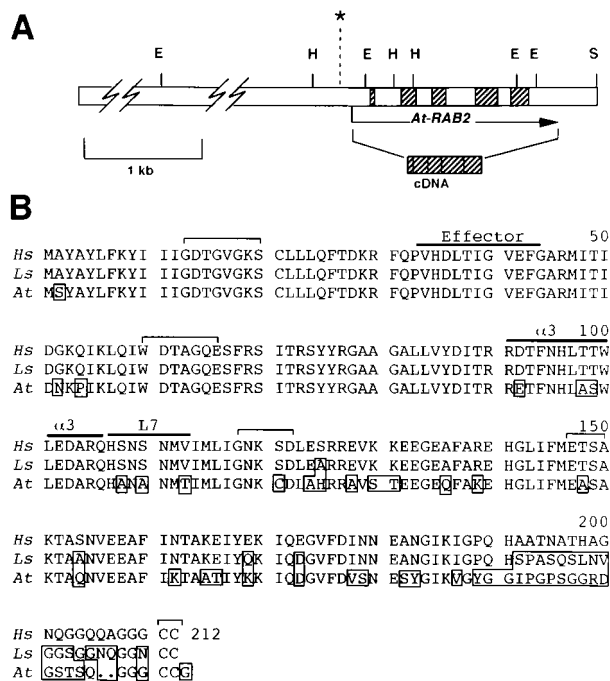 A
*
E H E H H E E S
At-RAB2
1 kb
cDNA
B
Effector 50
Hs MAYAYLFKYI IIGDTGVGKS CLLLQFTDKR FQPVHDLTIG VEFGARMITI
Ls MAYAYLFKYI IIGDTGVGKS CLLLQFTDKR FQPVHDLTIG VEFGARMITI
At MSYAYLFKYI IIGDTGVGKS CLLLQFTDKR FQPVHDLTIG VEFGARMITI
α3 100
Hs DGKQIKLQIW DTAGQESFRS ITRSYYRGAA GALLVYDITR RDTFNHLTTW
Ls DGKQIKLQIW DTAGQESFRS ITRSYYRGAA GALLVYDITR RDTFNHLTTW
At DNKPIKLQIW DTAGQESFRS ITRSYYRGAA GALLVYDITR RETFNHLASW
α3 L7 150
Hs LEDARQHSNS NMVIMLIGNK SDLESRREVK KEEGEAFARE HGLIFMETSA
Ls LEDARQHSNS NMVIMLIGNK SDLEARREVK KEEGEAFARE HGLIFMETSA
At LEDARQHANA NMTIMLIGNK CDLAHRRAVS TEEGEQFAKE HGLIFMEASA
200
Hs KTASNVEEAF INTAKEIYEK IQEGVFDINN EANGIKIGPQ HAATNATHAG
Ls KTAANVEEAF INTAKEIYQK IQEGVFDINN EANGIKIGPQ HSPASQSLNV
At KTAQNVEEAF IKTAATIYKK IQDGVFDVSN ESYGIKVGYG GIPGPSGGRD
Hs NQGGQQAGGG CC 212
Ls GGSGGNQGGN CC
At GSTSQ..GGG CCG